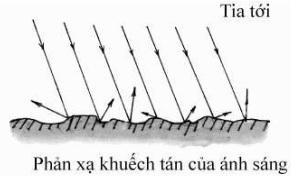 Tia tới
Phản xạ khuếch tán của ánh sáng